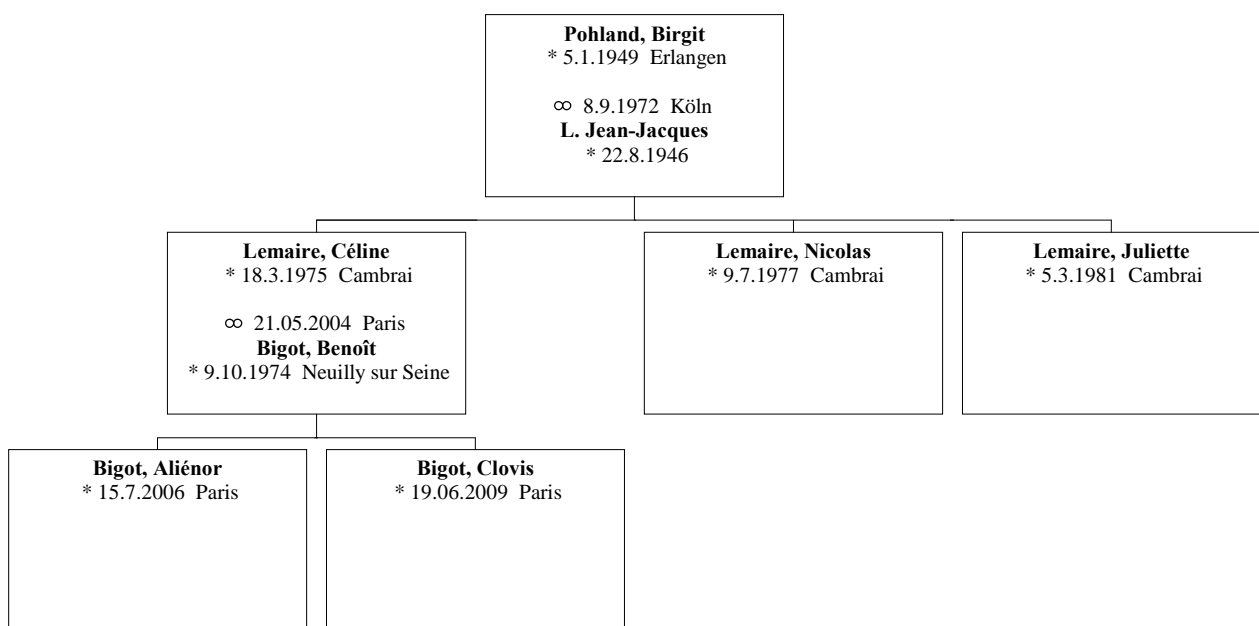 Pohland, Birgit
* 5.1.1949 Erlangen
∞ 8.9.1972 Köln
L. Jean-Jacques
* 22.8.1946
Lemaire, Céline
* 18.3.1975 Cambrai
∞ 21.05.2004 Paris
Bigot, Benoît
* 9.10.1974 Neuilly sur Seine
Lemaire, Nicolas
* 9.7.1977 Cambrai
Lemaire, Juliette
* 5.3.1981 Cambrai
Bigot, Aliénor
* 15.7.2006 Paris
Bigot, Clovis
* 19.06.2009 Paris